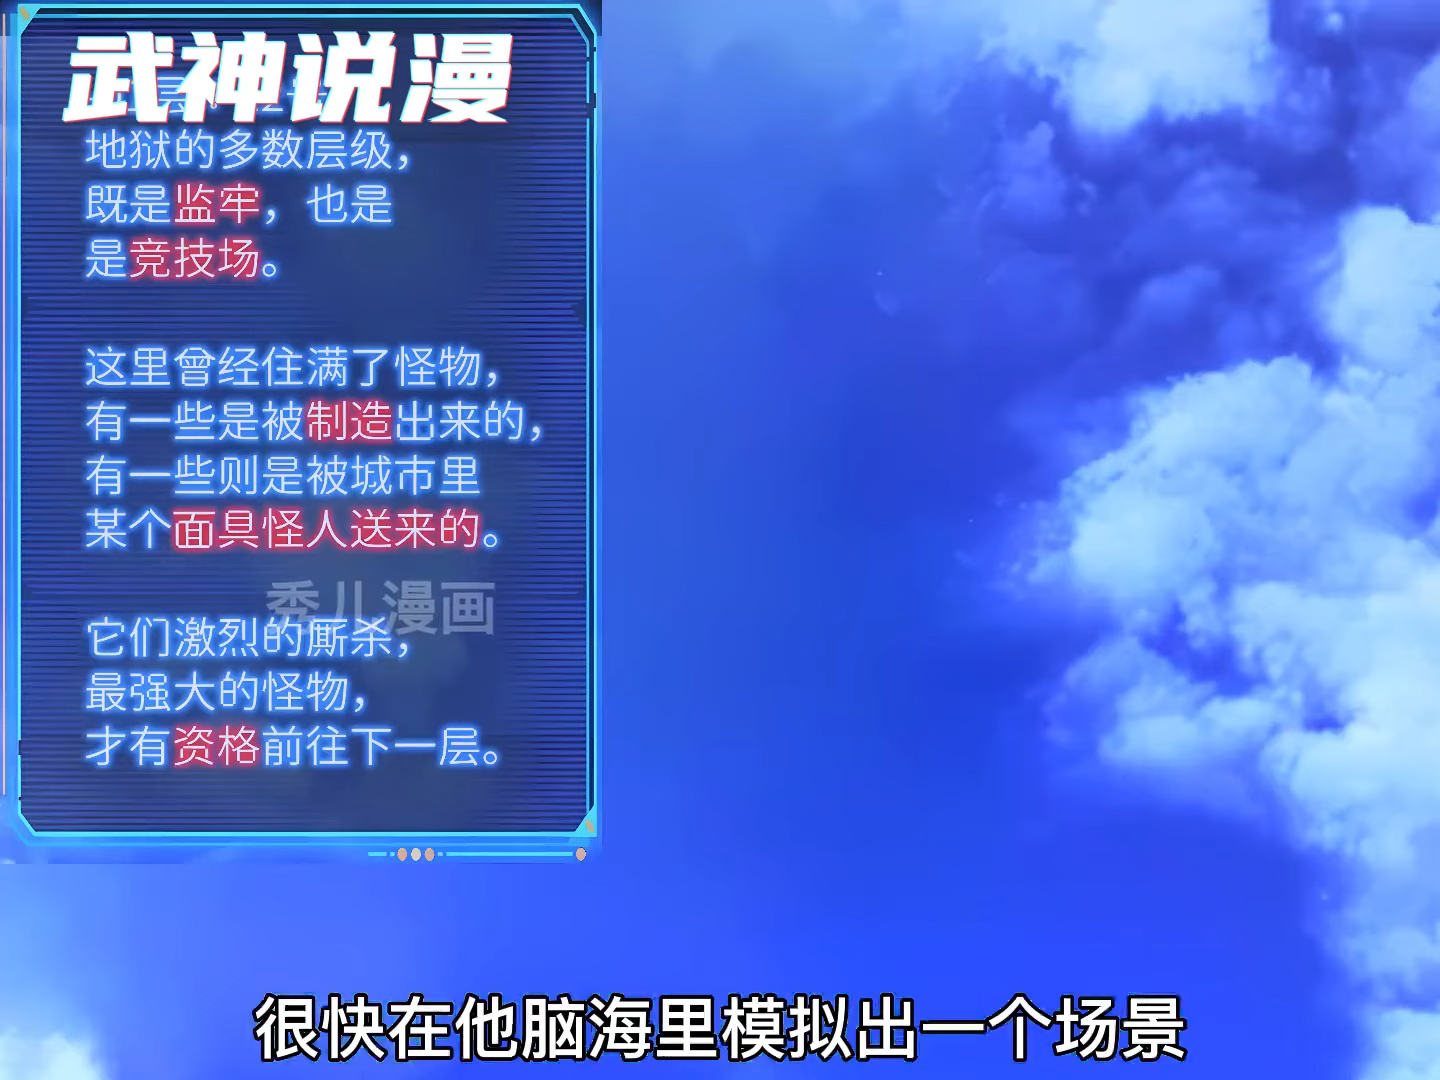 武神说漫
地狱的多数层级，
既是监牢，也是
是竞技场。
这里曾经住满了怪物，
有一些是被制造出来的，
有一些则是被城市里
某个面具怪人送来的。
秀儿漫画
它们激烈的厮杀，
最强大的怪物，
才有资格前往下一层。
很快在他脑海里模拟出一个场景